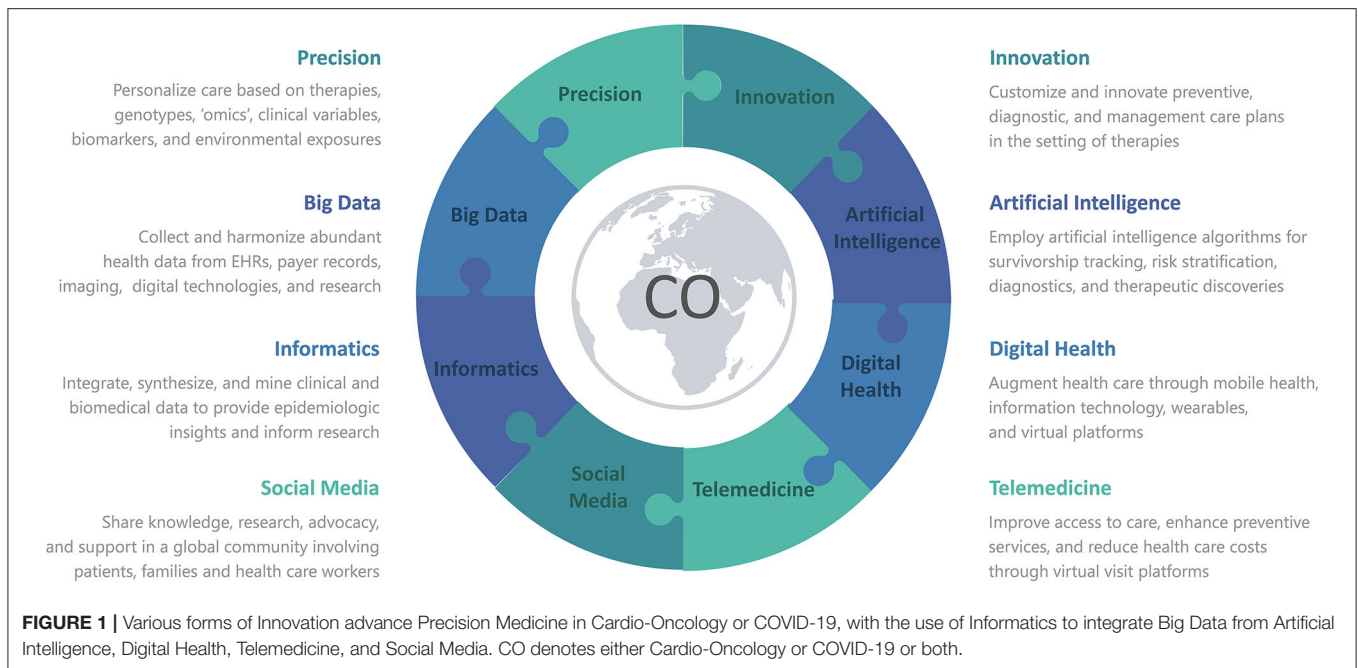 Precision
Personalize care based on therapies,
genotypes, ‘omics’, clinical variables,
biomarkers, and environmental exposures
Big Data
Collect and harmonize abundant
health data from EHRs, payer records,
imaging, digital technologies, and research
Informatics
Integrate, synthesize, and mine clinical and
biomedical data to provide epidemiologic
insights and inform research
Social Media
Share knowledge, research, advocacy,
and support in a global community involving
patients, families and health care workers
Precision
Innovation
Big Data
Artificial
Intelligence
CO
Informatics
Digital
Health
Social
Media
Telemedicine
Innovation
Customize and innovate preventive,
diagnostic, and management care plans
in the setting of therapies
Artificial Intelligence
Employ artificial intelligence algorithms for
survivorship tracking, risk stratification,
diagnostics, and therapeutic discoveries
Digital Health
Augment health care through mobile health,
information technology, wearables,
and virtual platforms
Telemedicine
Improve access to care, enhance preventive
services, and reduce health care costs
through virtual visit platforms
FIGURE 1 | Various forms of Innovation advance Precision Medicine in Cardio-Oncology or COVID-19, with the use of Informatics to integrate Big Data from Artificial
Intelligence, Digital Health, Telemedicine, and Social Media. CO denotes either Cardio-Oncology or COVID-19 or both.